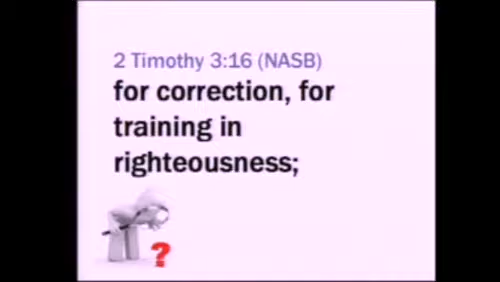 2 Timothy 3:16 (NASB)
for correction, for
training in
righteousness;
?